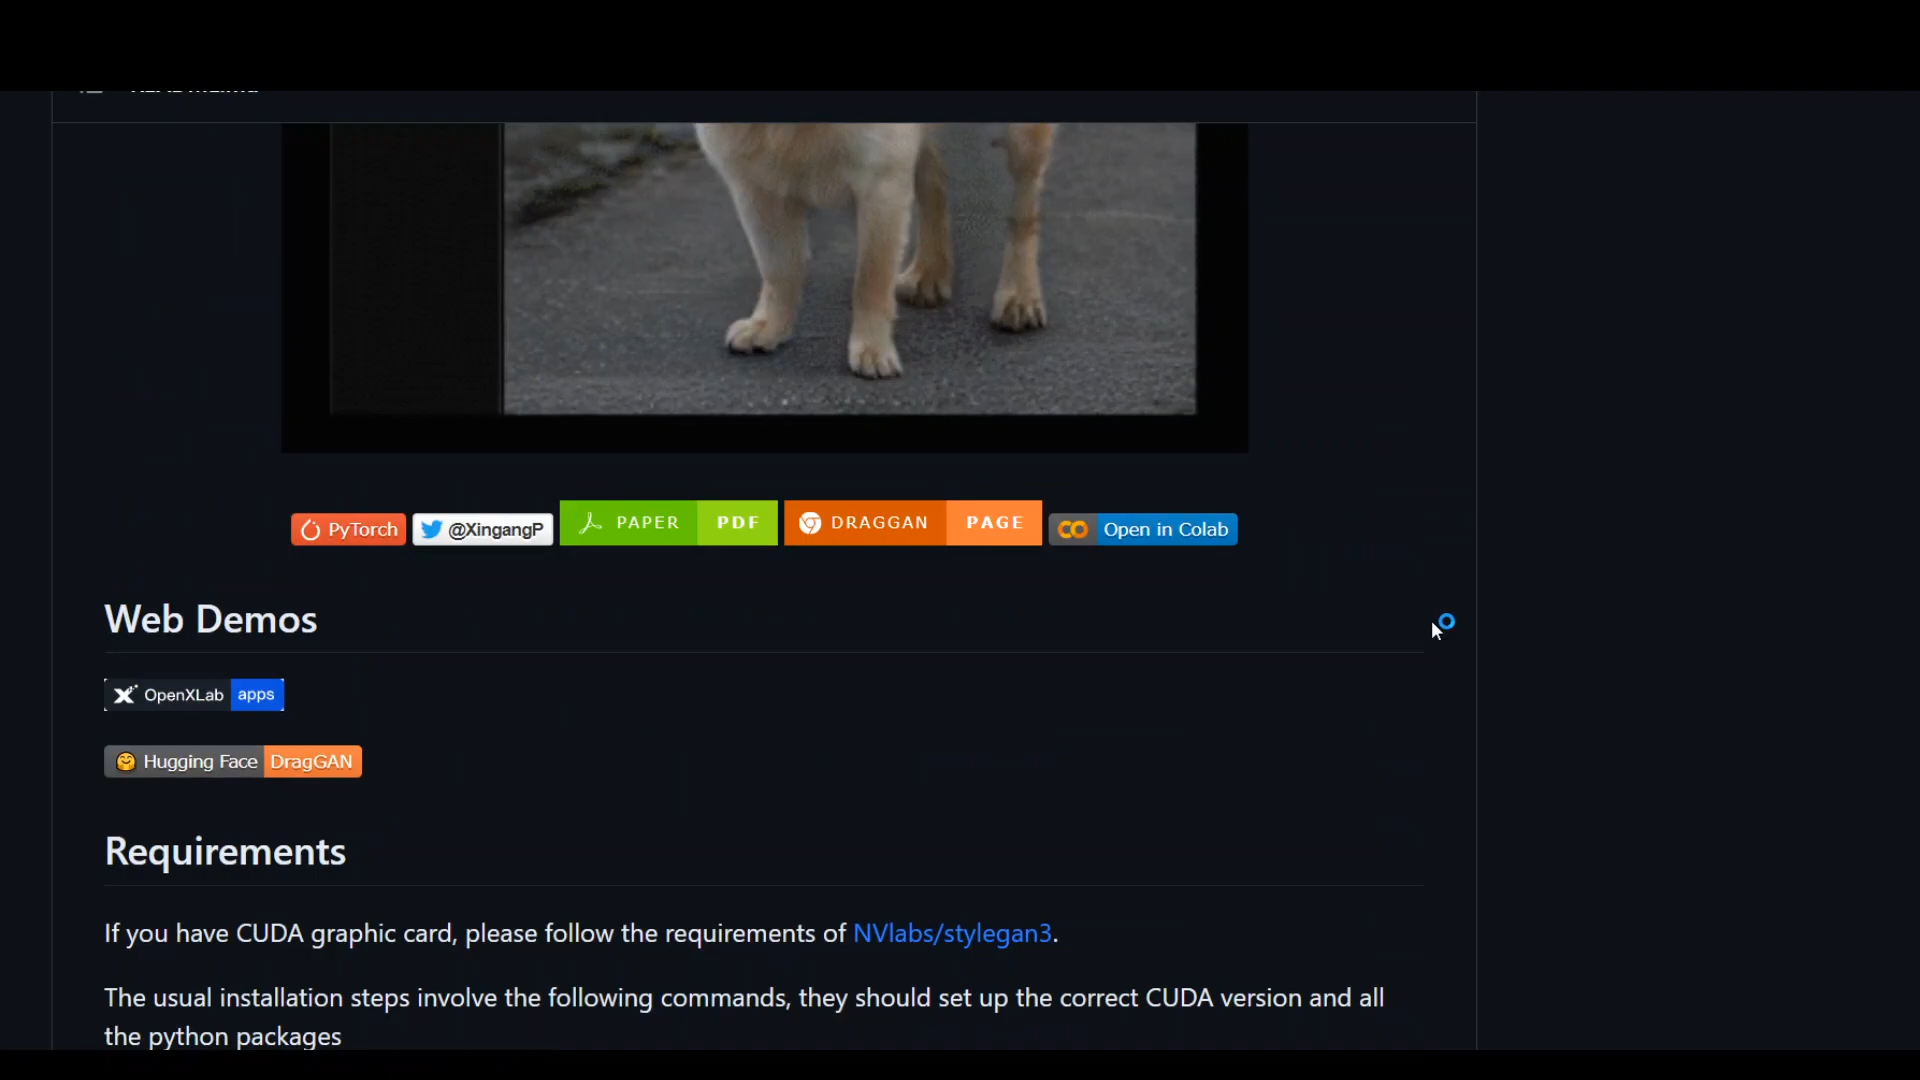 PyTorch @XingangP PAPER PDF DRAGGAN PAGE Open in Colab
Web Demos
OpenXLab apps
Hugging Face DragGAN
Requirements
If you have CUDA graphic card, please follow the requirements of NVlabs/stylegan3.
The usual installation steps involve the following commands, they should set up the correct CUDA version and all
the python packages